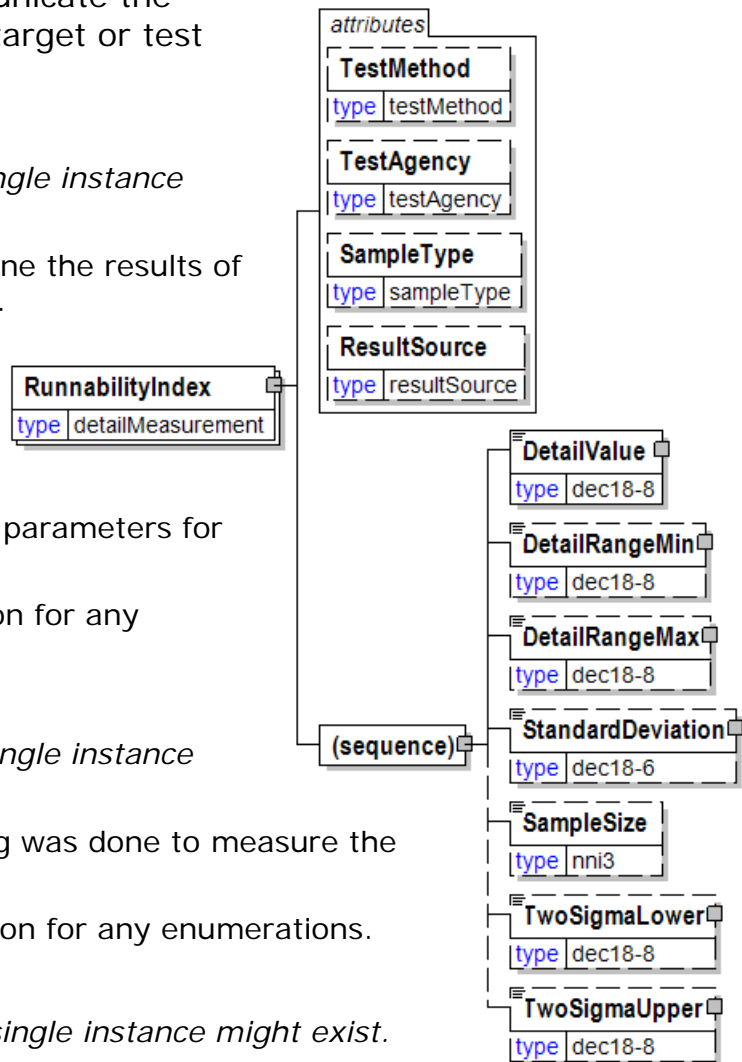 unicate the
target or test
ngle instance
ne the results of
.
parameters for
on for any
ngle instance
g was done to measure the
on for any enumerations.
single instance might exist.
RunnabilityIndex
type detailMeasurement
attributes
TestMethod
type testMethod
TestAgency
type testAgency
SampleType
type sampleType
ResultSource
type resultSource
(sequence)
DetailValue
type dec18-8
DetailRangeMin
type dec18-8
DetailRangeMax
type dec18-8
StandardDeviation
type dec18-6
SampleSize
type nni3
TwoSigmaLower
type dec18-8
TwoSigmaUpper
type dec18-8